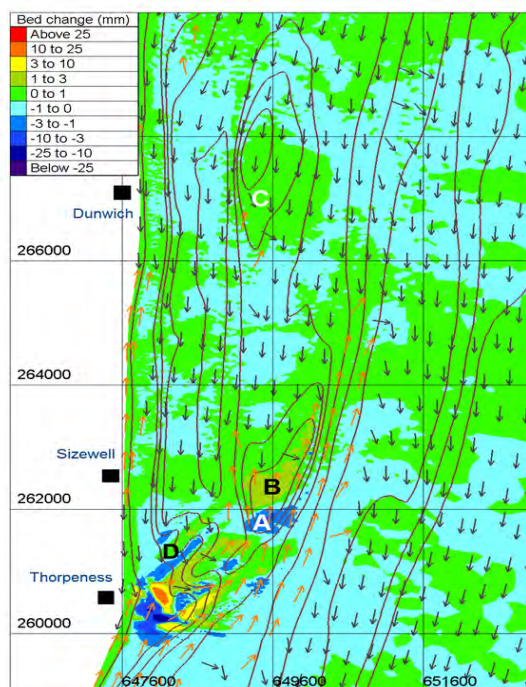 Bed change (mm)
Above 25
10 to 25
3 to 10
1 to 3
0 to 1
-1 to 0
-3 to -1
-10 to -3
-25 to -10
Below -25
Dunwich
C
266000
264000
Sizewell
B
262000
A
D
Thorpeness
260000
647600 649600 651600